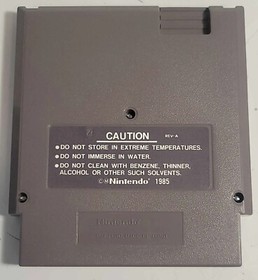 CAUTION REV-A
• DO NOT STORE IN EXTREME TEMPERATURES.
• DO NOT IMMERSE IN WATER.
• DO NOT CLEAN WITH BENZENE, THINNER,
ALCOHOL OR OTHER SUCH SOLVENTS.
©®Nintendo 1985
Nintendo